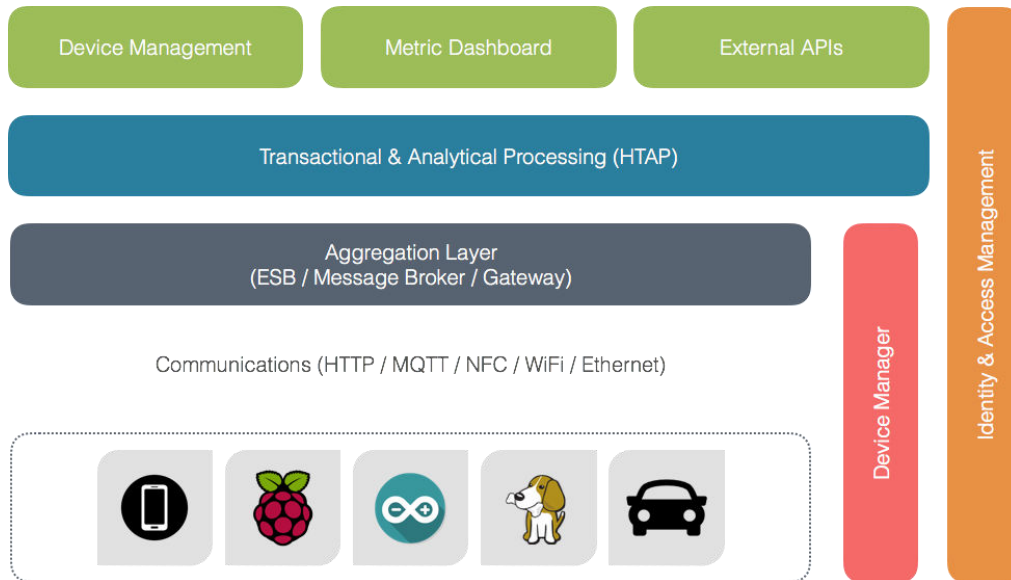 Device Management
Metric Dashboard
External APIs
Transactional & Analytical Processing (HTAP)
Aggregation Layer
(ESB / Message Broker / Gateway)
Communications (HTTP / MQTT / NFC / WiFi / Ethernet)
Device Manager
Identity & Access Management